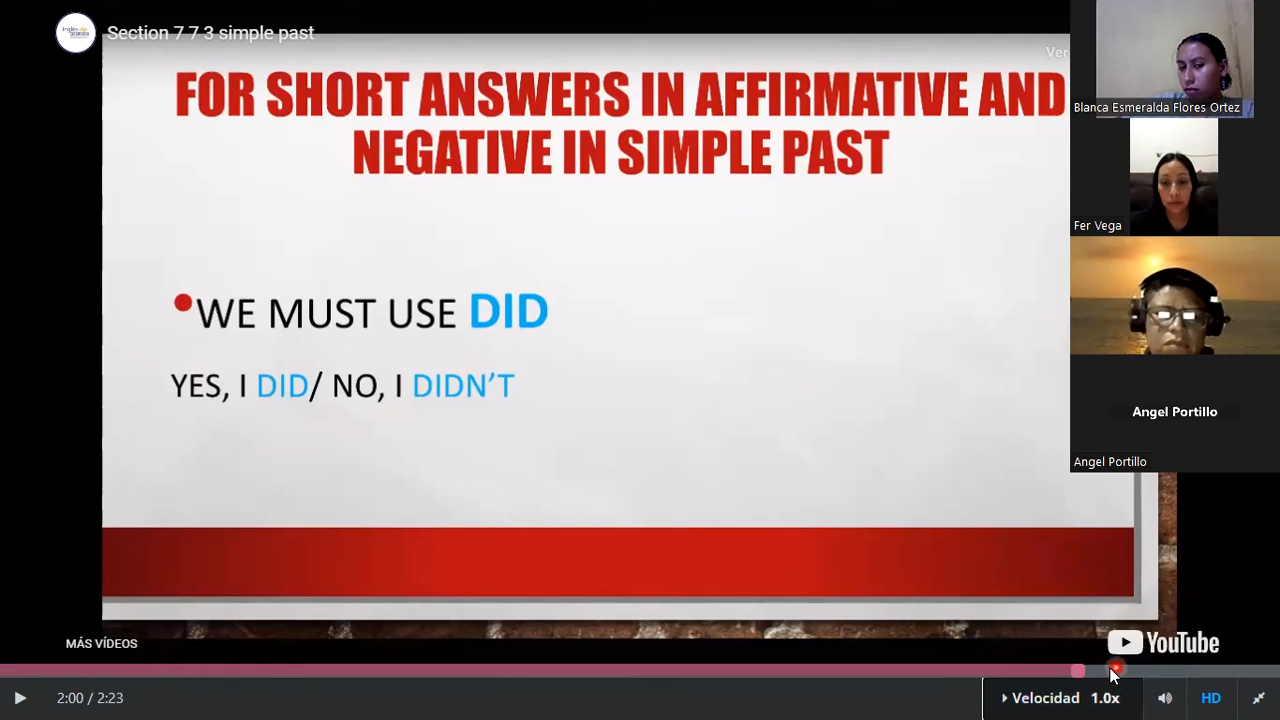 Section 7 7 3 simple past
Ver
FOR SHORT ANSWERS IN AFFIRMATIVE AND
NEGATIVE IN SIMPLE PAST
•WE MUST USE DID
YES, I DID/ NO, I DIDN'T
Blanca Esmeralda Flores Ortez
Fer Vega
Angel Portillo
Angel Portillo
MÁS VÍDEOS
YouTube
2:00 / 2:23
Velocidad 1.0x
HD